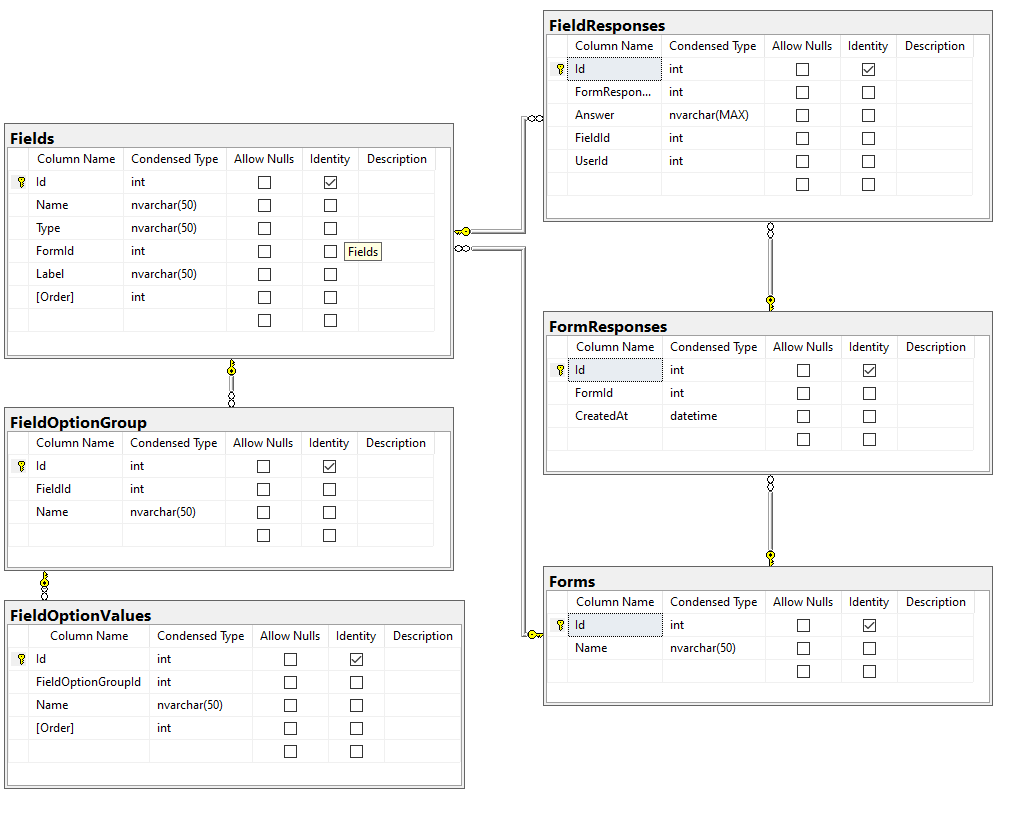 Fields
Column Name Condensed Type Allow Nulls Identity Description
Id int
Name nvarchar(50)
Type nvarchar(50)
FormId int
Fields
Label nvarchar(50)
[Order] int
FieldOptionGroup
Column Name Condensed Type Allow Nulls Identity Description
Id int
FieldId int
Name nvarchar(50)
FieldOptionValues
Column Name Condensed Type Allow Nulls Identity Description
Id int
FieldOptionGroupId int
Name nvarchar(50)
[Order] int
FieldResponses
Column Name Condensed Type Allow Nulls Identity Description
Id int
FormRespon... int
Answer nvarchar(MAX)
FieldId int
UserId int
FormResponses
Column Name Condensed Type Allow Nulls Identity Description
Id int
FormId int
CreatedAt datetime
Forms
Column Name Condensed Type Allow Nulls Identity Description
Id int
Name nvarchar(50)